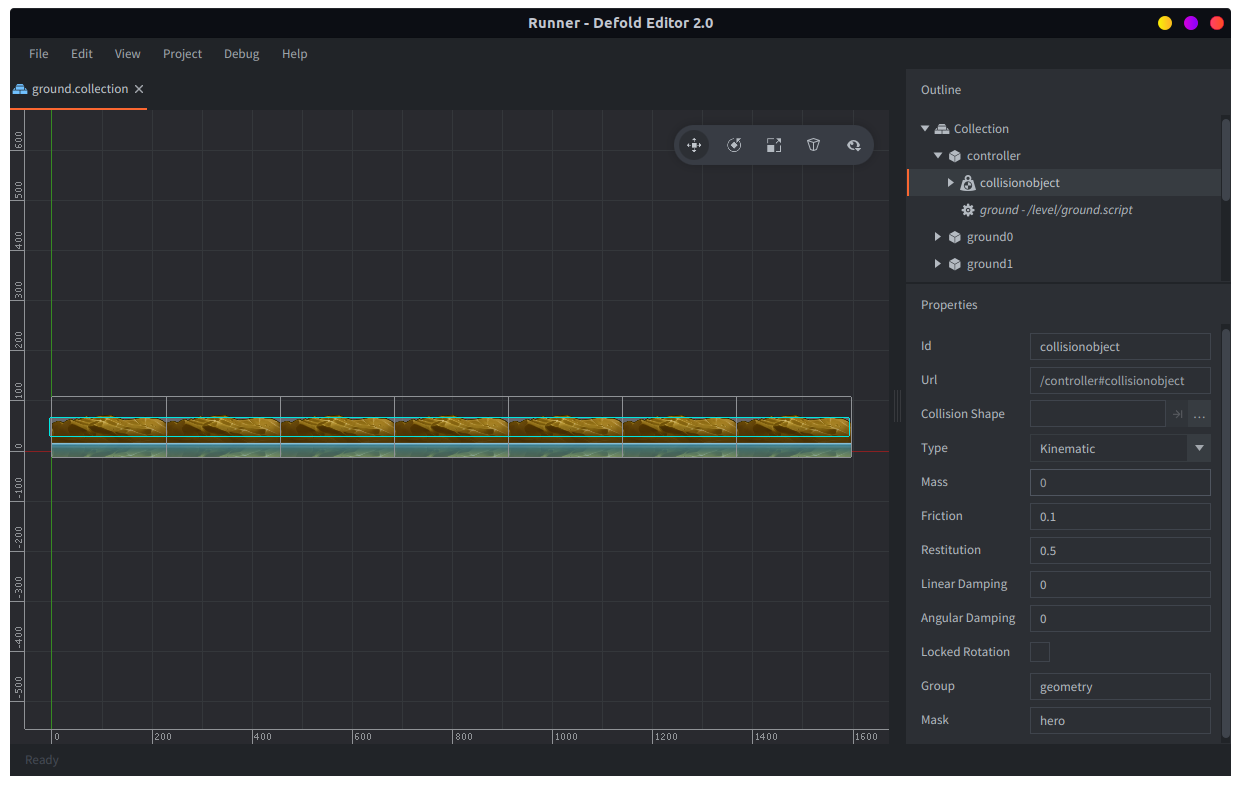 Runner - Defold Editor 2.0
File Edit View Project Debug Help
ground.collection
600
500
400
300
200
100
0
-100
-200
-300
-400
-500
0 200 400 600 800 1000 1200 1400 1600
Ready
Outline
Collection
controller
collisionobject
ground - /level/ground.script
ground0
ground1
Properties
Id collisionobject
Url /controller#collisionobject
Collision Shape ...
Type Kinematic
Mass 0
Friction 0.1
Restitution 0.5
Linear Damping 0
Angular Damping 0
Locked Rotation
Group geometry
Mask hero